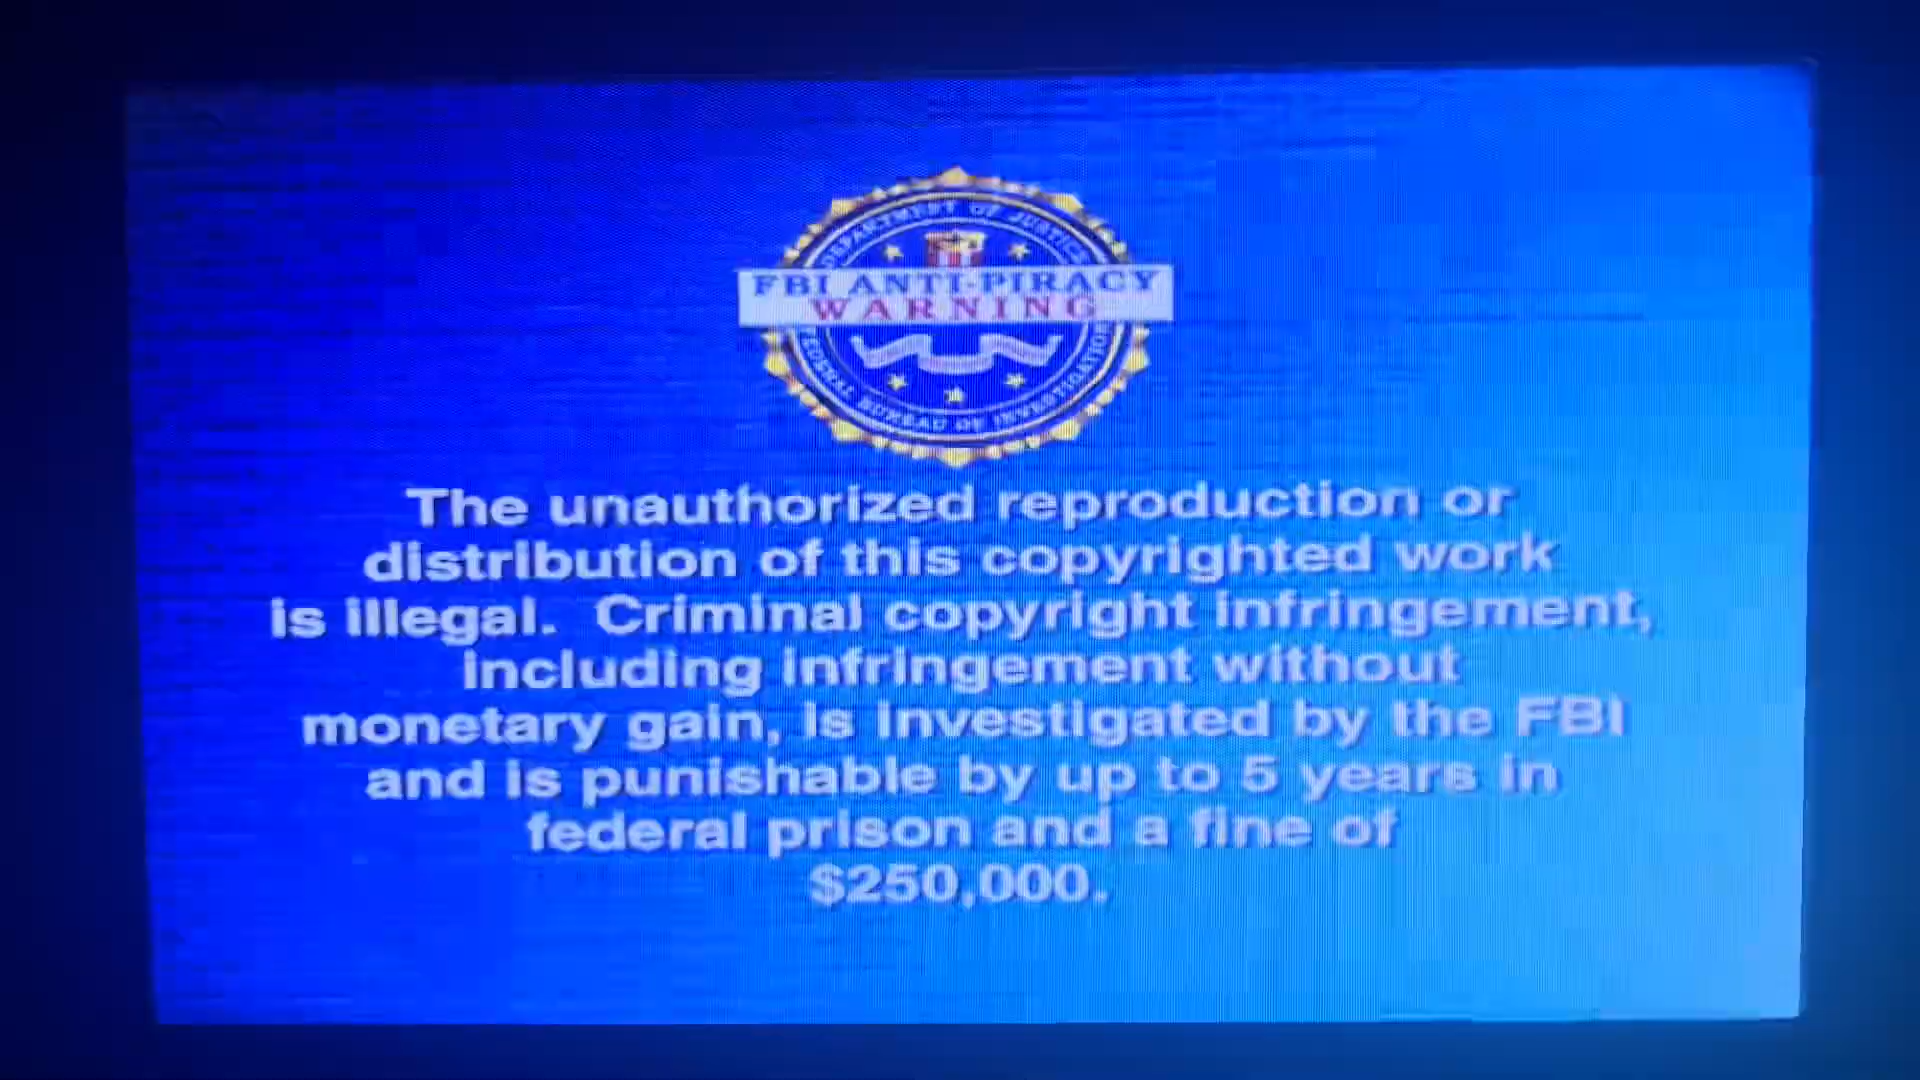 DEPARTMENT OF JUSTICE
FBI ANTI-PIRACY
WARNING
FEDERAL BUREAU OF INVESTIGATION
The unauthorized reproduction or
distribution of this copyrighted work
is illegal. Criminal copyright infringement,
including infringement without
monetary gain, is investigated by the FBI
and is punishable by up to 5 years in
federal prison and a fine of
$250,000.